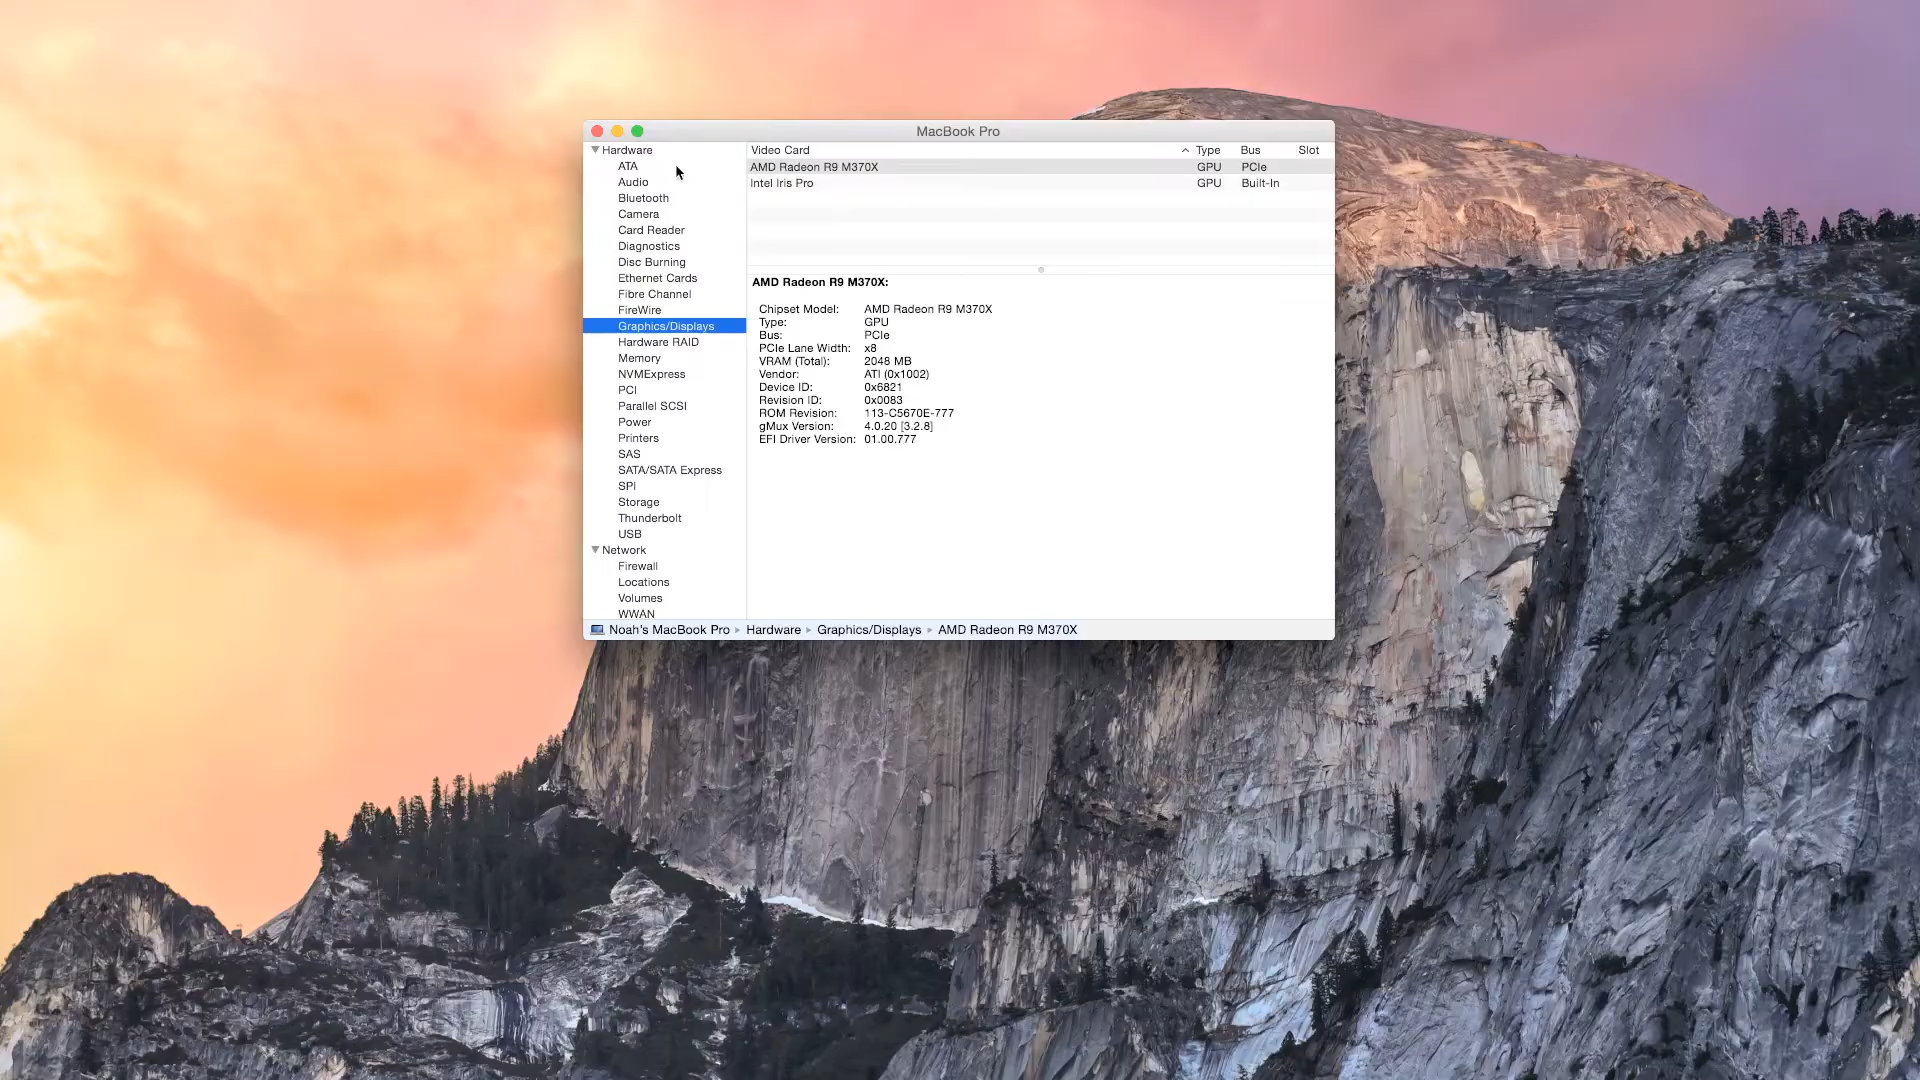 MacBook Pro
Hardware
ATA
Audio
Bluetooth
Camera
Card Reader
Diagnostics
Disc Burning
Ethernet Cards
Fibre Channel
FireWire
Graphics/Displays
Hardware RAID
Memory
NVMExpress
PCI
Parallel SCSI
Power
Printers
SAS
SATA/SATA Express
SPI
Storage
Thunderbolt
USB
Network
Firewall
Locations
Volumes
WWAN
Video Card Type Bus Slot
AMD Radeon R9 M370X GPU PCIe
Intel Iris Pro GPU Built-In
AMD Radeon R9 M370X:
Chipset Model: AMD Radeon R9 M370X
Type: GPU
Bus: PCIe
PCIe Lane Width: x8
VRAM (Total): 2048 MB
Vendor: ATI (0x1002)
Device ID: 0x6821
Revision ID: 0x0083
ROM Revision: 113-C5670E-777
gMux Version: 4.0.20 [3.2.8]
EFI Driver Version: 01.00.777
Noah's MacBook Pro Hardware Graphics/Displays AMD Radeon R9 M370X